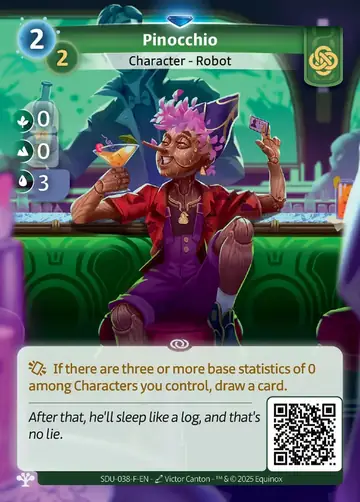 2
Pinocchio
2
Character - Robot
0
0
3
If there are three or more base statistics of 0
among Characters you control, draw a card.
After that, he'll sleep like a log, and that's
no lie.
SDU-038-F-EN - Victor Canton - ™ & © 2025 Equinox